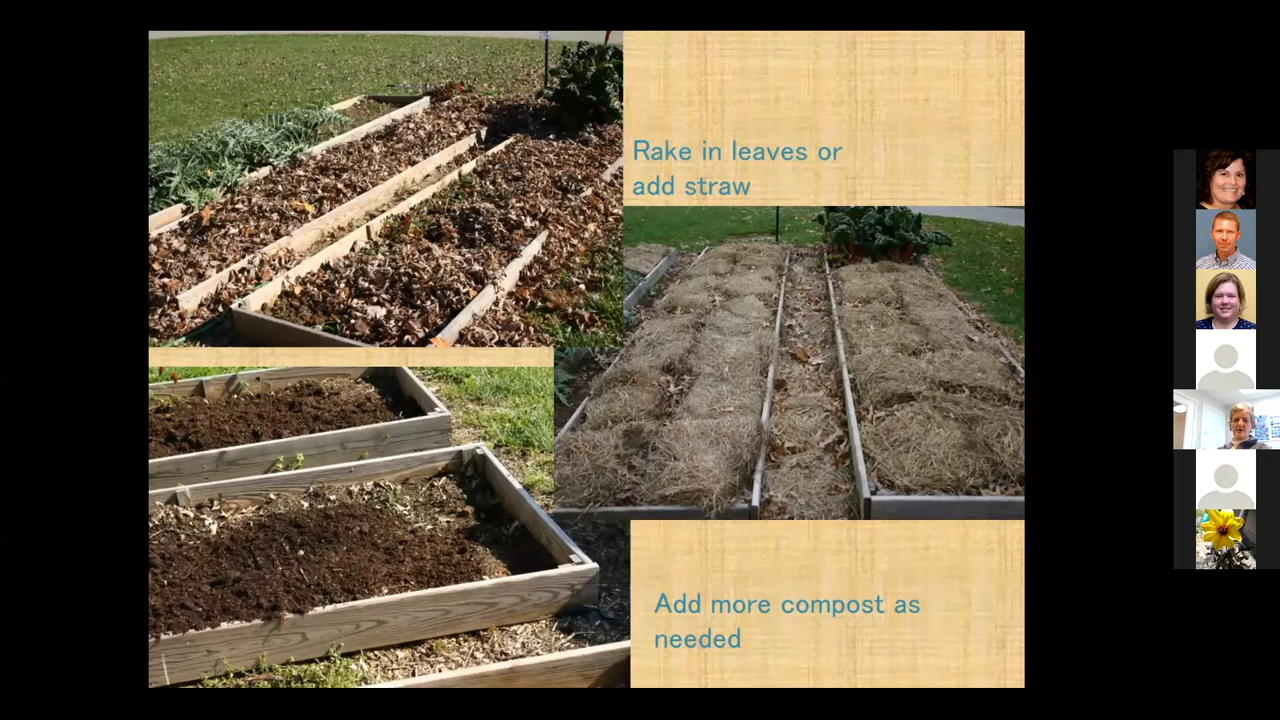 Rake in leaves or
add straw
Add more compost as
needed